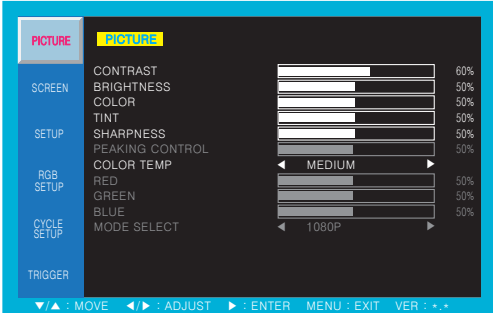 PICTURE
PICTURE
CONTRAST 60%
SCREEN
BRIGHTNESS 50%
COLOR 50%
TINT 50%
SETUP
SHARPNESS 50%
PEAKING CONTROL 50%
COLOR TEMP ◀ MEDIUM ▶
RGB
SETUP
RED 50%
GREEN 50%
BLUE 50%
CYCLE
SETUP
MODE SELECT ◀ 1080P ▶
TRIGGER
▼/▲ : MOVE ◀/▶ : ADJUST ▶ : ENTER MENU : EXIT VER : *.*